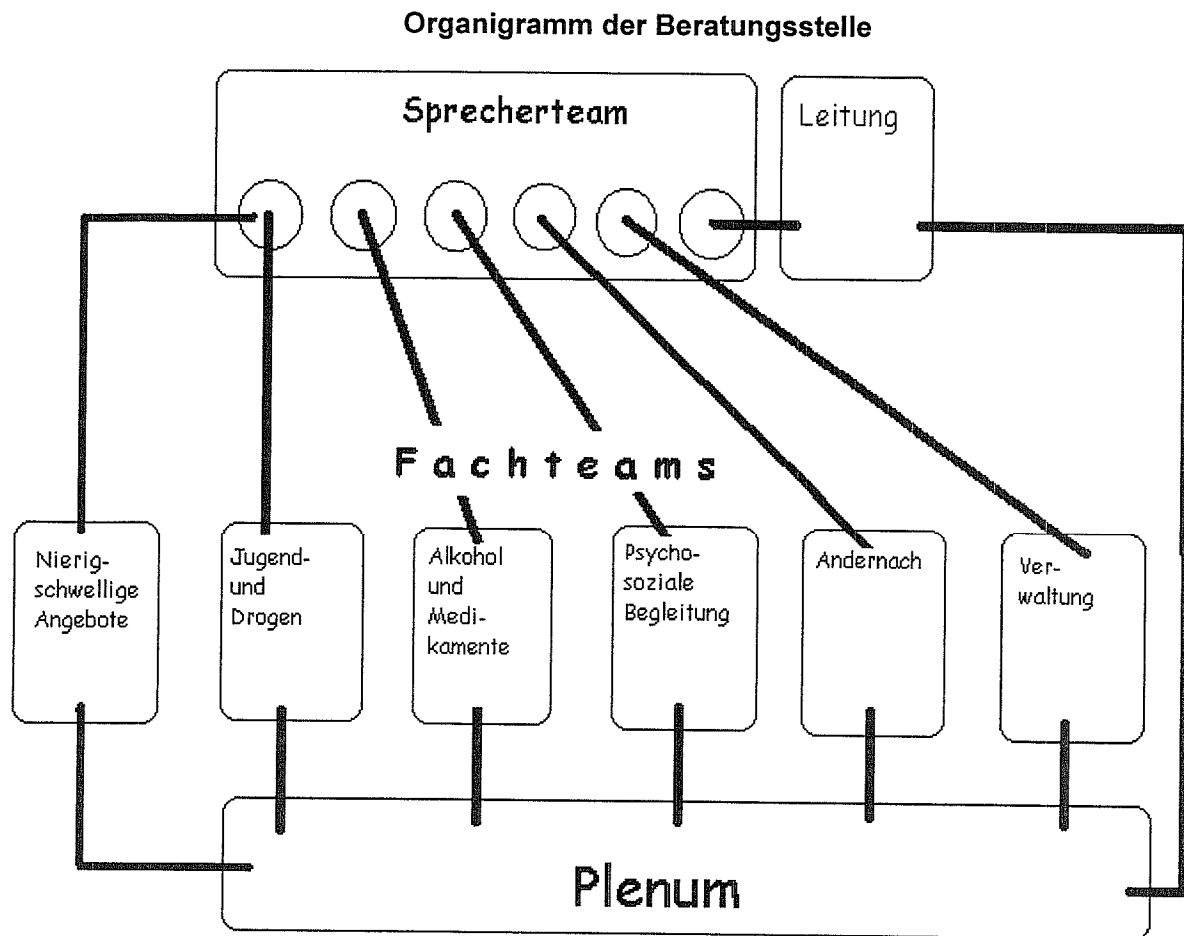 Organigramm der Beratungsstelle
Sprecherteam
Leitung
Fachteams
Nierig-
schwellige
Angebote
Jugend-
und
Drogen
Alkohol
und
Medi-
kamente
Psycho-
soziale
Begleitung
Andernach
Ver-
waltung
Plenum